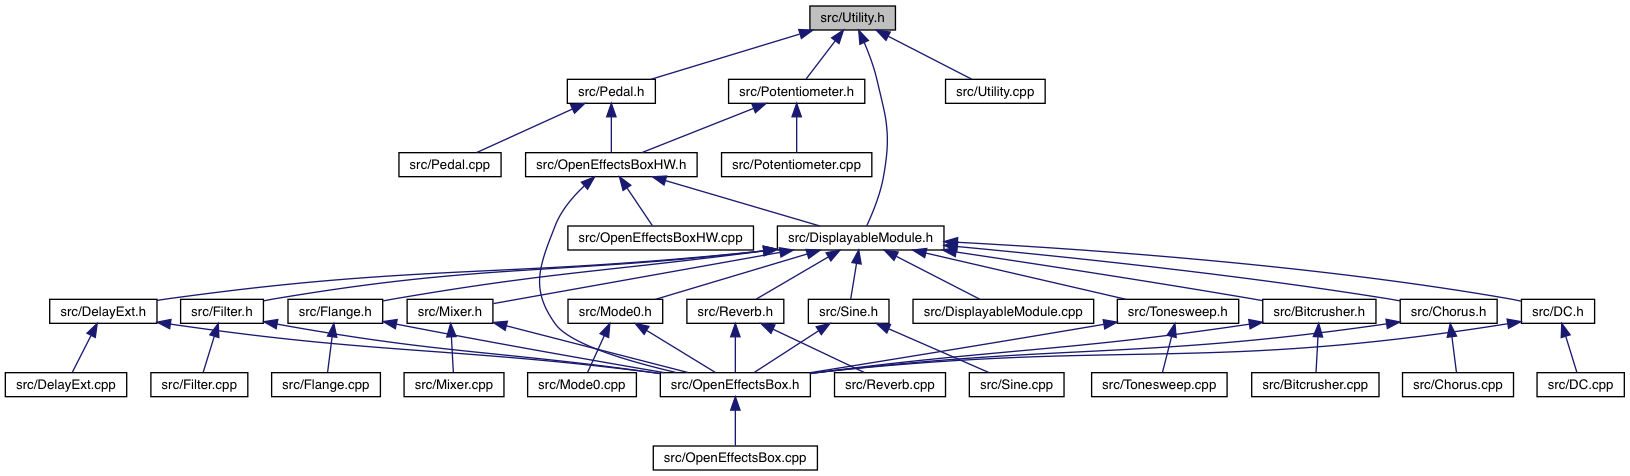 src/Utility.h
src/Pedal.h
src/Potentiometer.h
src/Utility.cpp
src/Pedal.cpp
src/OpenEffectsBoxHW.h
src/Potentiometer.cpp
src/OpenEffectsBoxHW.cpp
src/DisplayableModule.h
src/DelayExt.h
src/Filter.h
src/Flange.h
src/Mixer.h
src/Mode0.h
src/Reverb.h
src/Sine.h
src/DisplayableModule.cpp
src/Tonesweep.h
src/Bitcrusher.h
src/Chorus.h
src/DC.h
src/DelayExt.cpp
src/Filter.cpp
src/Flange.cpp
src/Mixer.cpp
src/Mode0.cpp
src/OpenEffectsBox.h
src/Reverb.cpp
src/Sine.cpp
src/Tonesweep.cpp
src/Bitcrusher.cpp
src/Chorus.cpp
src/DC.cpp
src/OpenEffectsBox.cpp